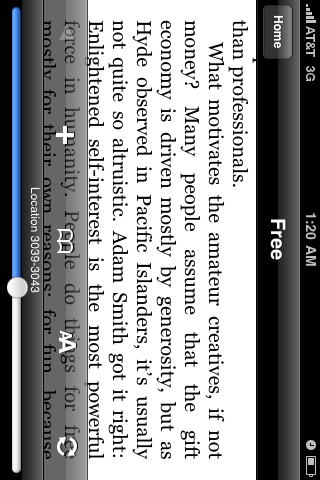 AT&T 3G 1:20 AM
Home Free
than professionals.
What motivates the amateur creatives, if not
money? Many people assume that the gift
economy is driven mostly by generosity, but as
Hyde observed in Pacific Islanders, it's usually
not quite so altruistic. Adam Smith got it right:
Enlightened self-interest is the most powerful
force in humanity. People do things for free
mostly for their own reasons: for fun, because
AA
Location 3039-3043